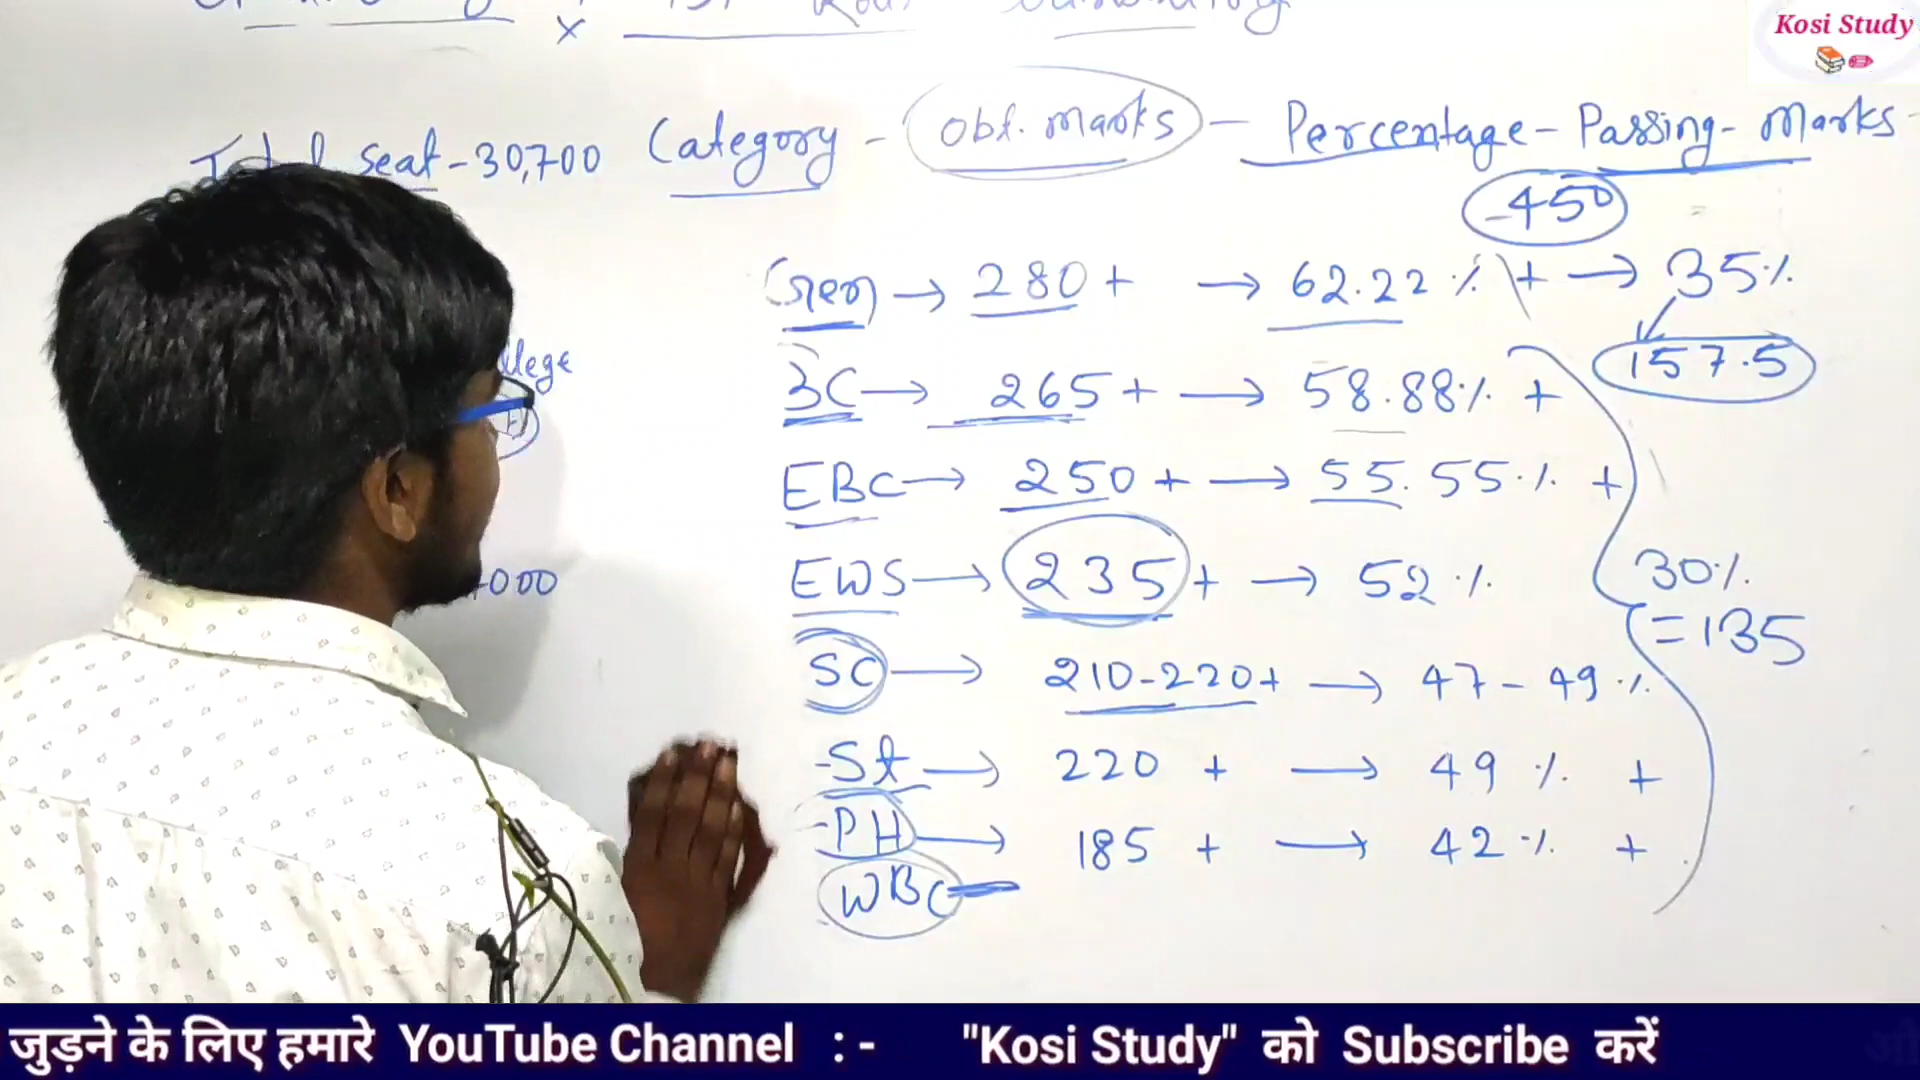 Kosi Study
Total seat - 30,700 Category - Obt. marks - Percentage - Passing - Marks -
450
Gen → 280 + → 62.22 % + → 35%
157.5
BC → 265 + → 58.88% +
EBC → 250 + → 55.55 % +
EWS → 235 + → 52 %
30%
= 135
SC → 210-220+ → 47 - 49 %
St → 220 + → 49 % +
PH → 185 + → 42 % +
WBC
000
जुड़ने के लिए हमारे YouTube Channel :- "Kosi Study" को Subscribe करें